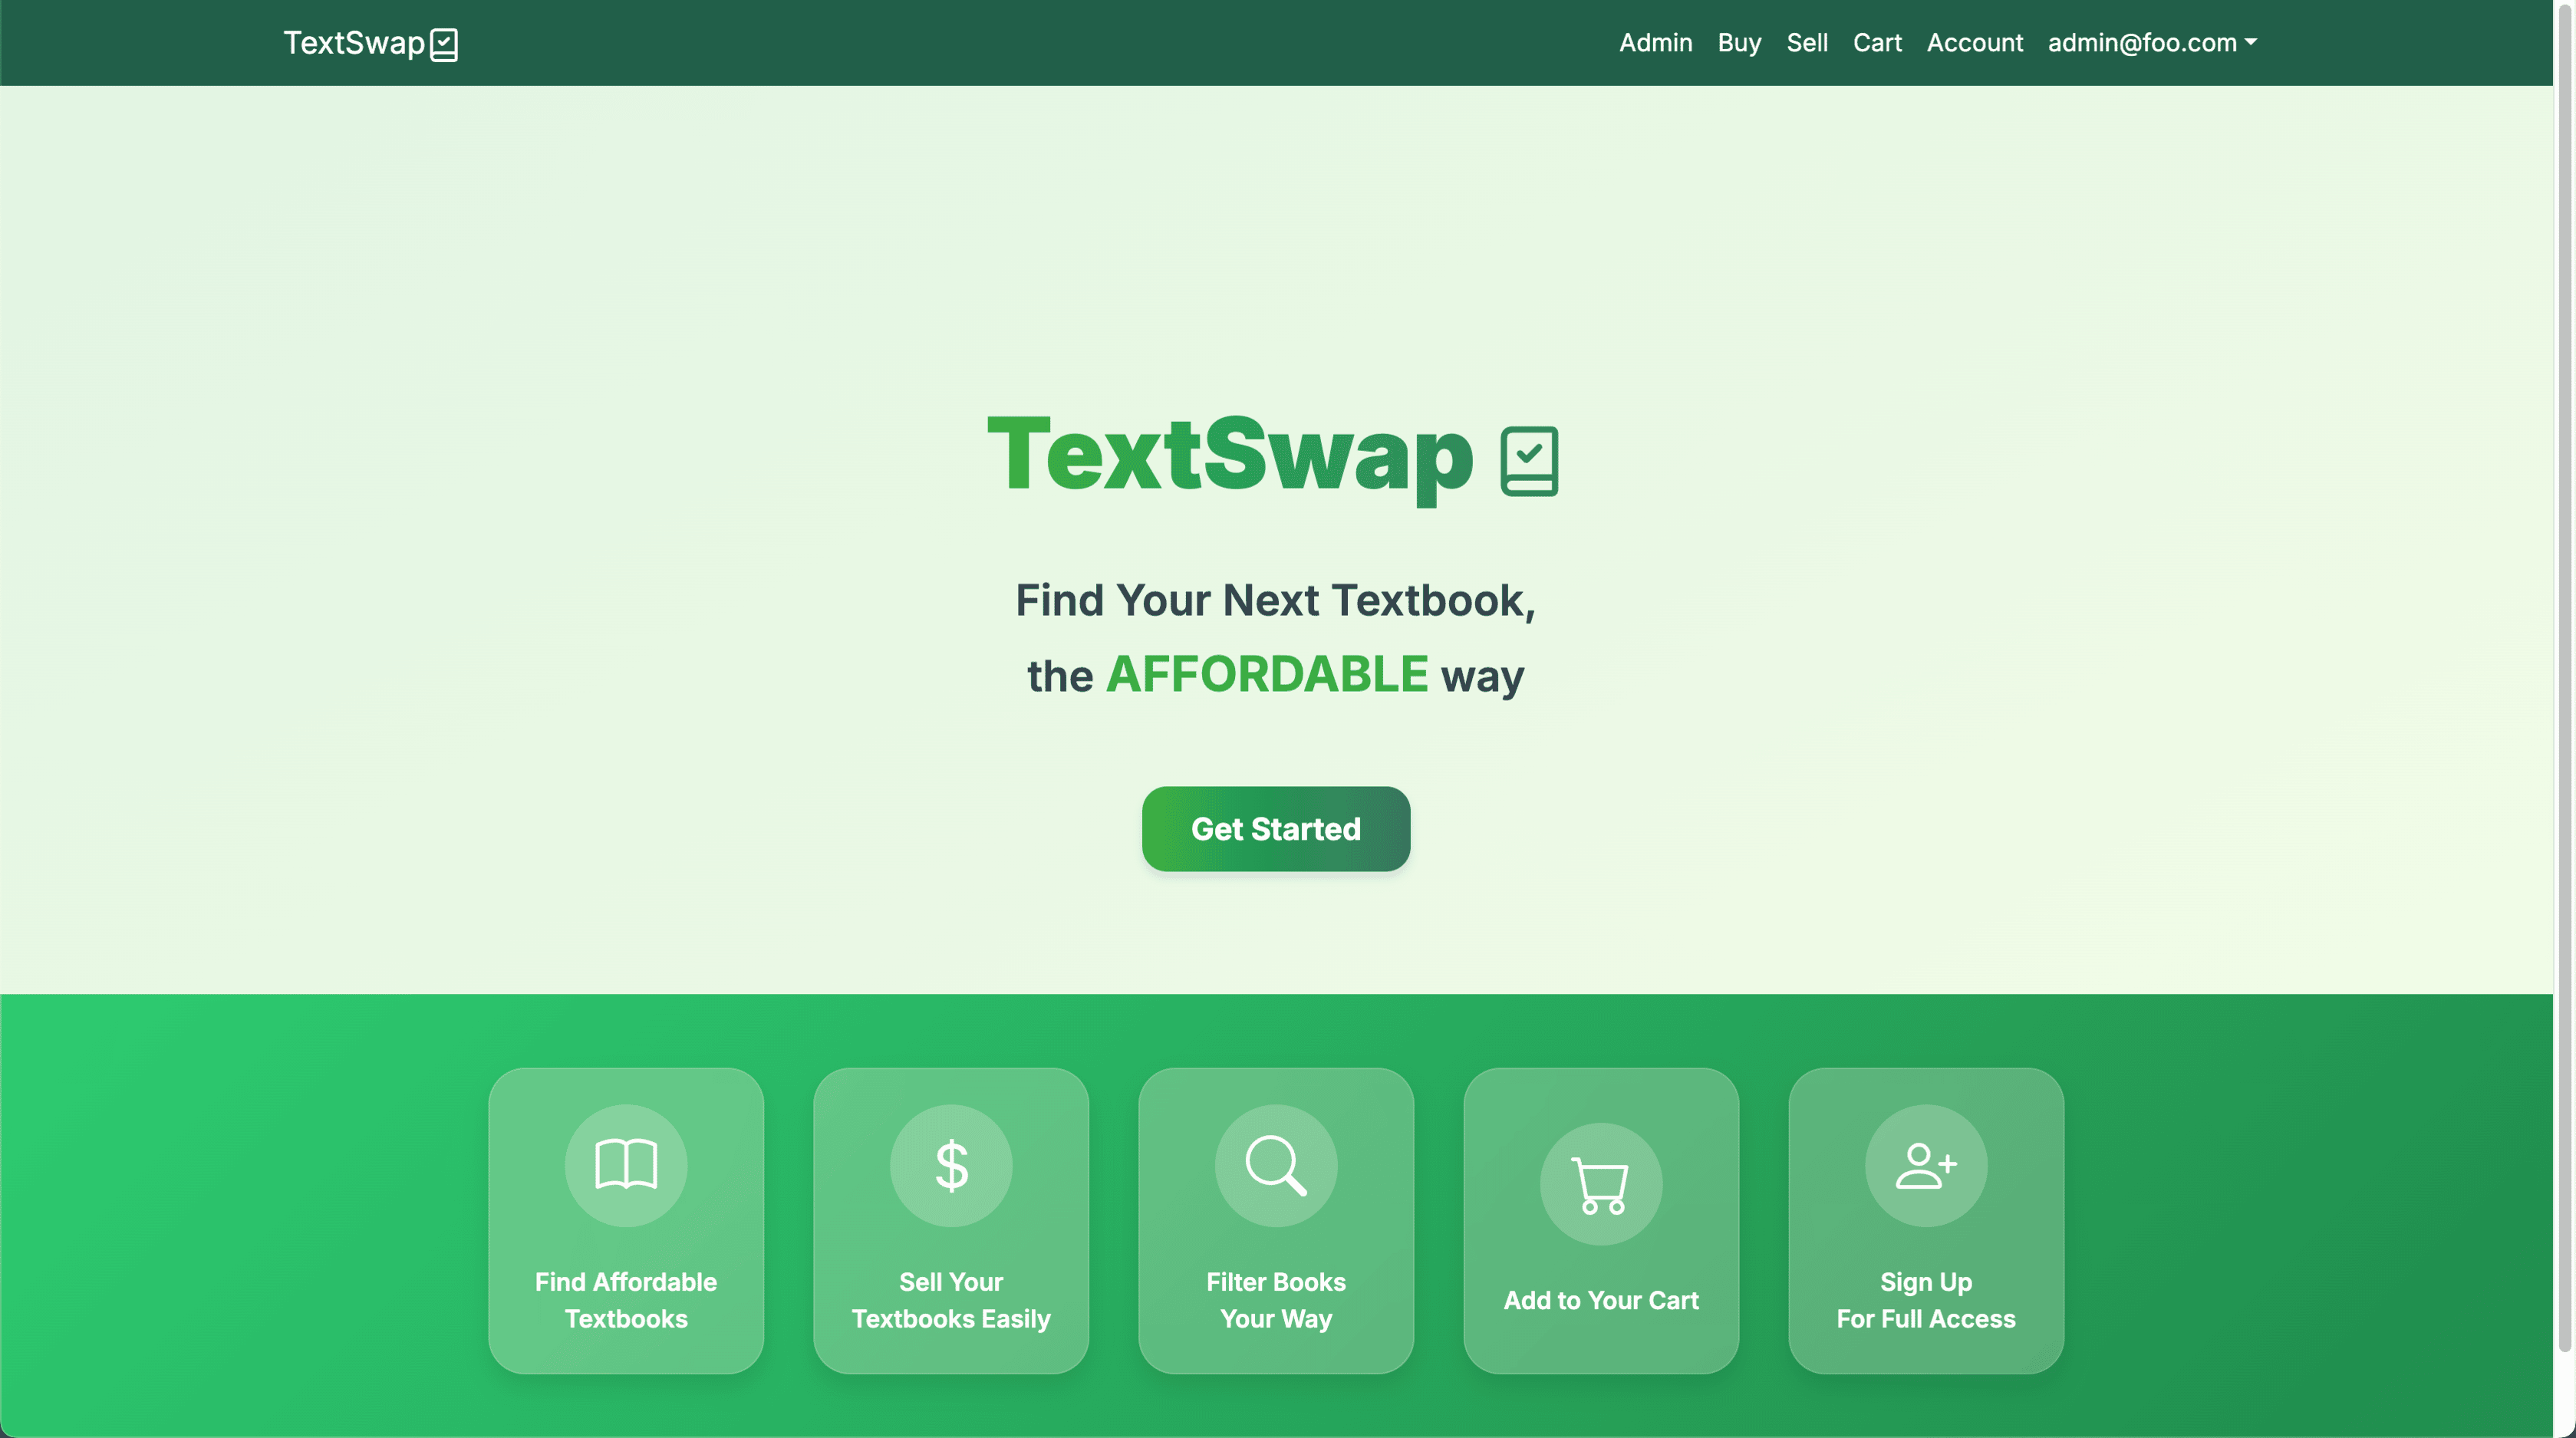 TextSwap
Admin Buy Sell Cart Account admin@foo.com
TextSwap
Find Your Next Textbook,
the AFFORDABLE way
Get Started
Find Affordable
Textbooks
Sell Your
Textbooks Easily
Filter Books
Your Way
Add to Your Cart
Sign Up
For Full Access